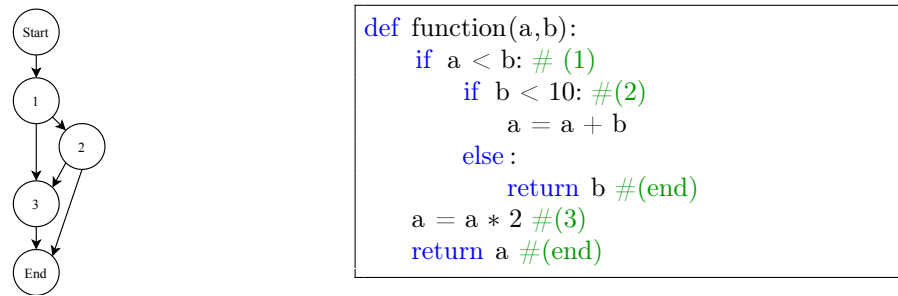 Start
1
2
3
End
def function(a,b):
    if a < b: # (1)
        if b < 10: #(2)
            a = a + b
        else:
            return b #(end)
    a = a * 2 #(3)
    return a #(end)